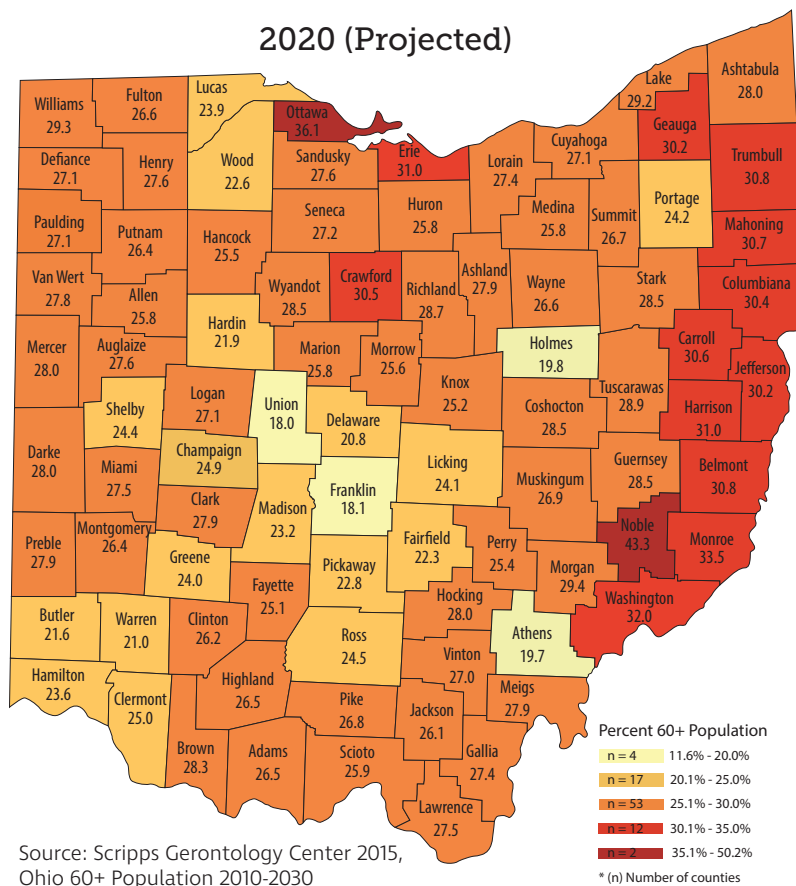 2020 (Projected)
Williams
29.3
Fulton
26.6
Lucas
23.9
Ottawa
36.1
Lake
29.2
Ashtabula
28.0
Geauga
30.2
Cuyahoga
27.1
Erie
31.0
Sandusky
27.6
Wood
22.6
Henry
27.6
Defiance
27.1
Lorain
27.4
Trumbull
30.8
Portage
24.2
Medina
25.8
Summit
26.7
Huron
25.8
Seneca
27.2
Paulding
27.1
Putnam
26.4
Hancock
25.5
Mahoning
30.7
Van Wert
27.8
Allen
25.8
Wyandot
28.5
Crawford
30.5
Richland
28.7
Ashland
27.9
Wayne
26.6
Stark
28.5
Columbiana
30.4
Hardin
21.9
Mercer
28.0
Auglaize
27.6
Marion
25.8
Morrow
25.6
Holmes
19.8
Carroll
30.6
Jefferson
30.2
Knox
25.2
Tuscarawas
28.9
Coshocton
28.5
Harrison
31.0
Logan
27.1
Union
18.0
Shelby
24.4
Delaware
20.8
Darke
28.0
Miami
27.5
Champaign
24.9
Licking
24.1
Muskingum
26.9
Guernsey
28.5
Belmont
30.8
Clark
27.9
Madison
23.2
Franklin
18.1
Preble
27.9
Montgomery
26.4
Greene
24.0
Fairfield
22.3
Perry
25.4
Noble
43.3
Monroe
33.5
Pickaway
22.8
Morgan
29.4
Fayette
25.1
Hocking
28.0
Washington
32.0
Butler
21.6
Warren
21.0
Clinton
26.2
Ross
24.5
Athens
19.7
Vinton
27.0
Hamilton
23.6
Clermont
25.0
Highland
26.5
Pike
26.8
Jackson
26.1
Meigs
27.9
Brown
28.3
Adams
26.5
Scioto
25.9
Gallia
27.4
Lawrence
27.5
Percent 60+ Population
n = 4 11.6% - 20.0%
n = 17 20.1% - 25.0%
n = 53 25.1% - 30.0%
n = 12 30.1% - 35.0%
n = 2 35.1% - 50.2%
* (n) Number of counties
Source: Scripps Gerontology Center 2015,
Ohio 60+ Population 2010-2030